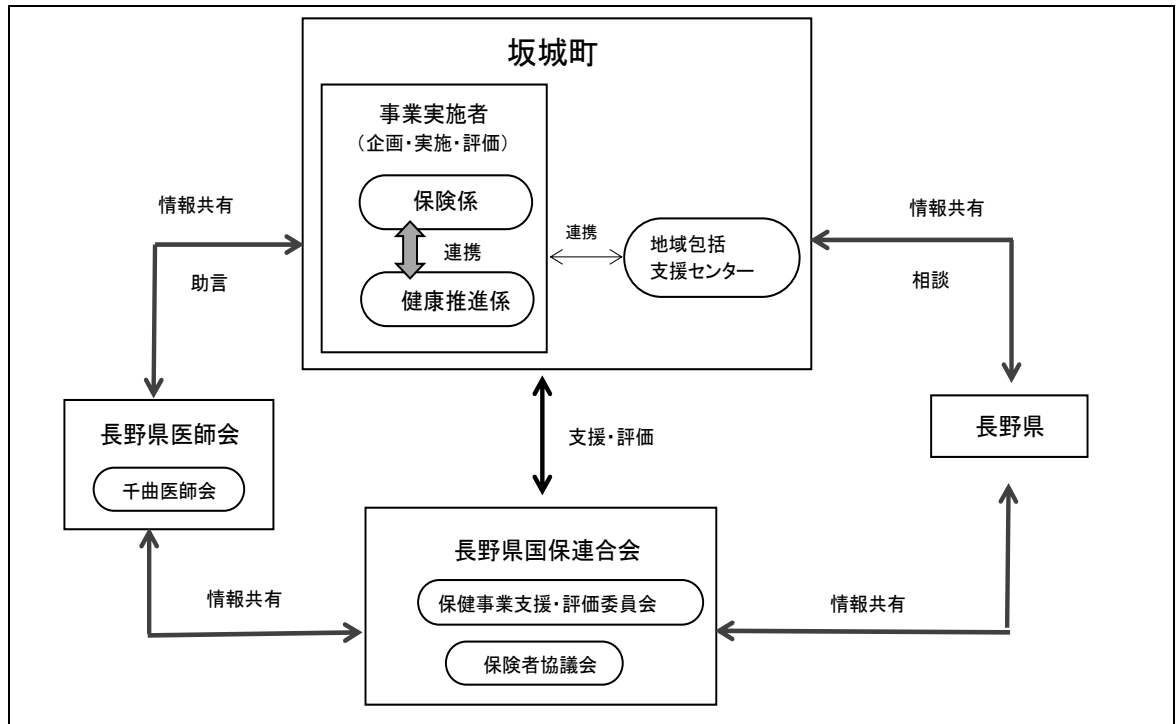 坂城町
事業実施者
（企画・実施・評価）
保険係
連携
健康推進係
連携
地域包括
支援センター
情報共有
助言
情報共有
相談
長野県医師会
千曲医師会
支援・評価
長野県
長野県国保連合会
保健事業支援・評価委員会
保険者協議会
情報共有
情報共有